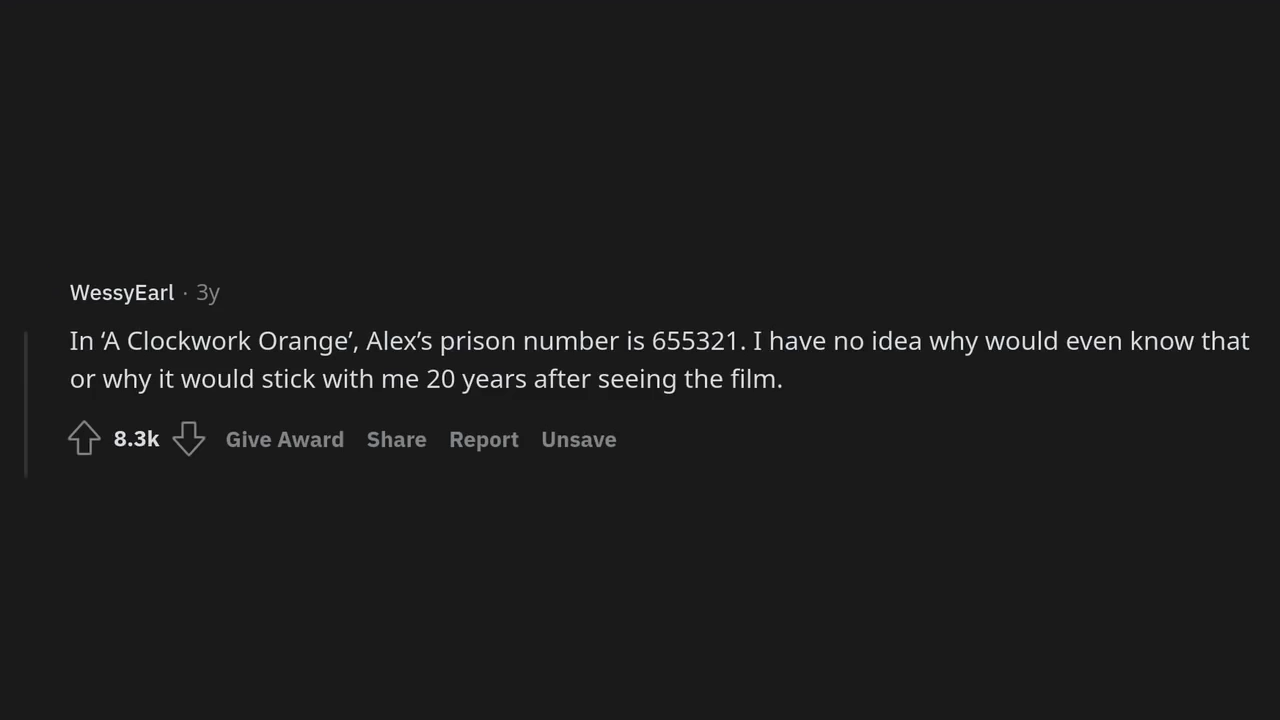 WessyEarl · 3y
In ‘A Clockwork Orange’, Alex’s prison number is 655321. I have no idea why would even know that
or why it would stick with me 20 years after seeing the film.
8.3k Give Award Share Report Unsave